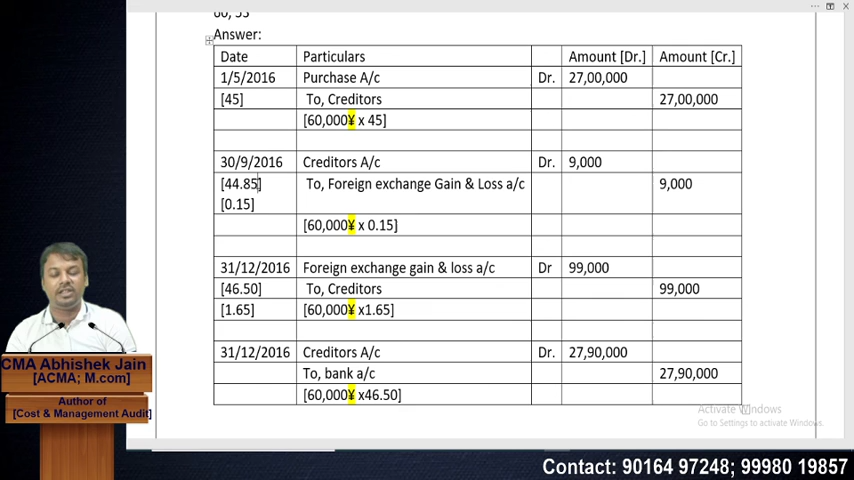 Answer:
Date Particulars Amount [Dr.] Amount [Cr.]
1/5/2016 Purchase A/c Dr. 27,00,000
[45] To, Creditors 27,00,000
[60,000¥ x 45]
30/9/2016 Creditors A/c Dr. 9,000
[44.85] To, Foreign exchange Gain & Loss a/c 9,000
[0.15]
[60,000¥ x 0.15]
31/12/2016 Foreign exchange gain & loss a/c Dr 99,000
[46.50] To, Creditors 99,000
[1.65] [60,000¥ x1.65]
31/12/2016 Creditors A/c Dr. 27,90,000
To, bank a/c 27,90,000
[60,000¥ x46.50]
Activate Windows
Go to Settings to activate Windows.
CMA Abhishek Jain
[ACMA; M.com]
Author of
[Cost & Management Audit]
Contact: 90164 97248; 99980 19857